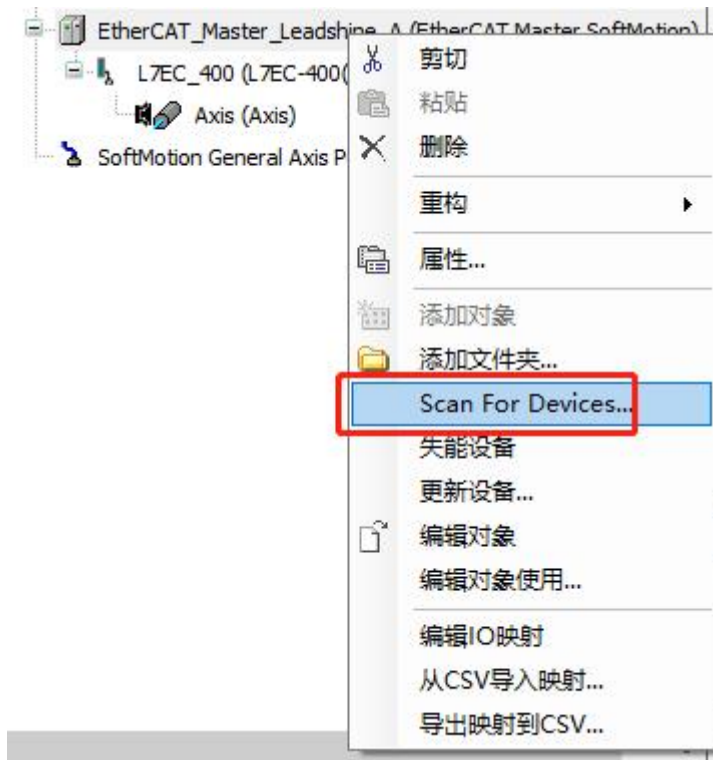 EtherCAT_Master_Leadshine_A (EtherCAT Master SoftMotion)
L7EC_400 (L7EC-400(
Axis (Axis)
SoftMotion General Axis P
剪切
粘贴
删除
重构
属性...
添加对象
添加文件夹...
Scan For Devices...
失能设备
更新设备...
编辑对象
编辑对象使用...
编辑IO映射
从CSV导入映射...
导出映射到CSV...